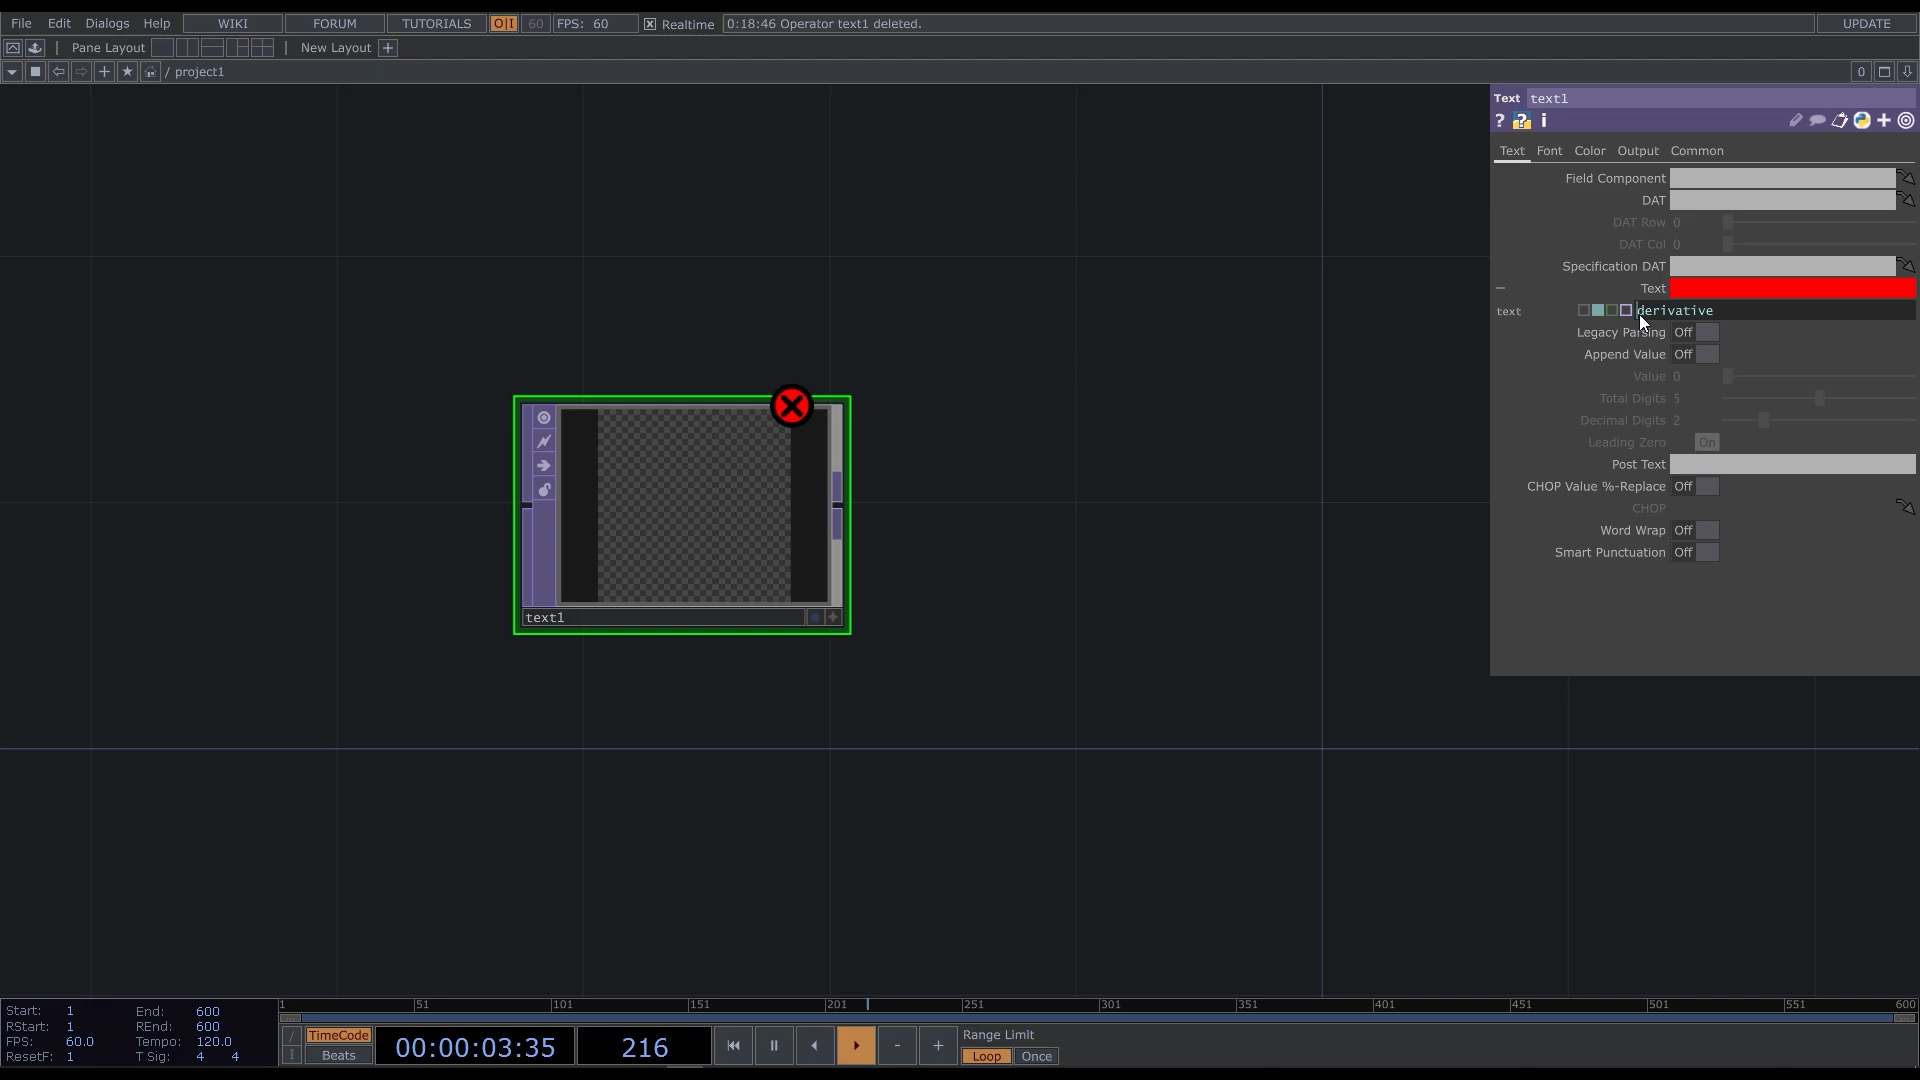 File Edit Dialogs Help WIKI FORUM TUTORIALS O|I 60 FPS: 60 Realtime 0:18:46 Operator text1 deleted. UPDATE
Pane Layout New Layout +
/ project1 0
Text text1
? ? i
Text Font Color Output Common
Field Component
DAT
DAT Row 0
DAT Col 0
Specification DAT
Text
text derivative
Legacy Parsing Off
Append Value Off
Value 0
Total Digits 5
Decimal Digits 2
Leading Zero On
Post Text
CHOP Value %-Replace Off
CHOP
Word Wrap Off
Smart Punctuation Off
text1
1 51 101 151 201 251 301 351 401 451 501 551 600
Start: 1 End: 600
RStart: 1 REnd: 600
FPS: 60.0 Tempo: 120.0
ResetF: 1 T Sig: 4 4
/ TimeCode
I Beats
00:00:03:35 216 - +
Range Limit
Loop Once